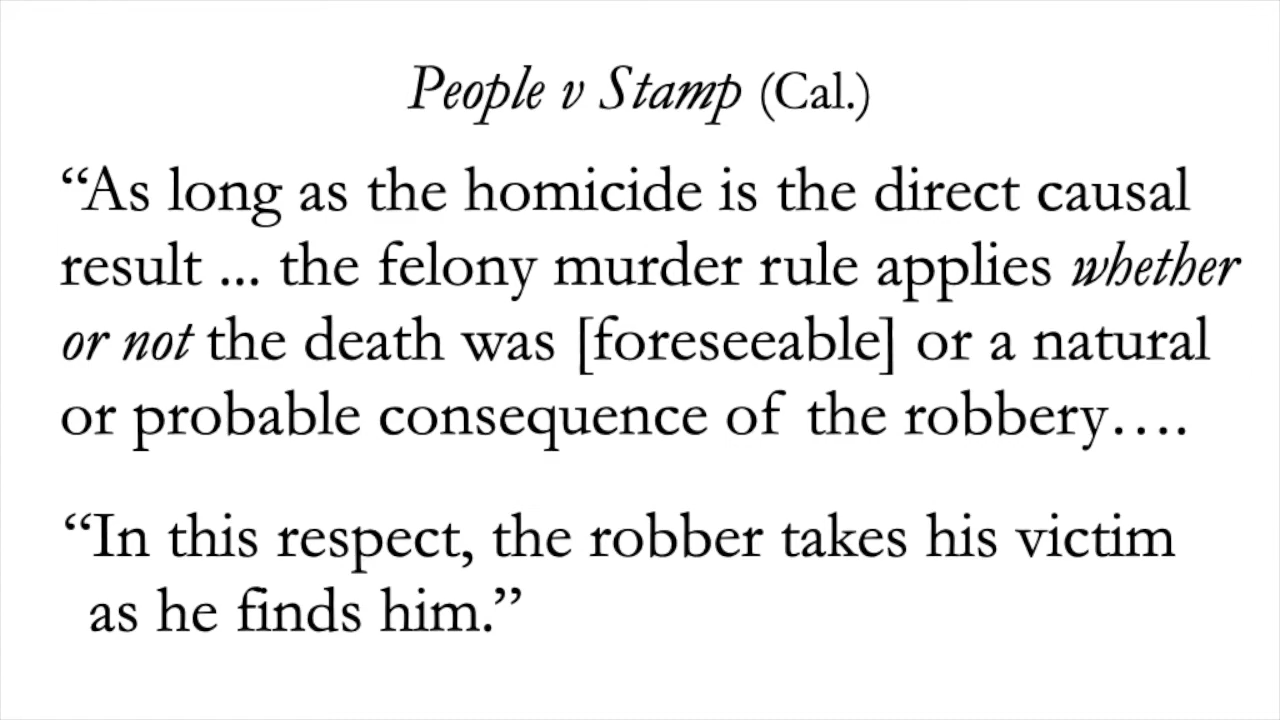 People v Stamp (Cal.)
“As long as the homicide is the direct causal
result ... the felony murder rule applies whether
or not the death was [foreseeable] or a natural
or probable consequence of the robbery….
“In this respect, the robber takes his victim
as he finds him.”